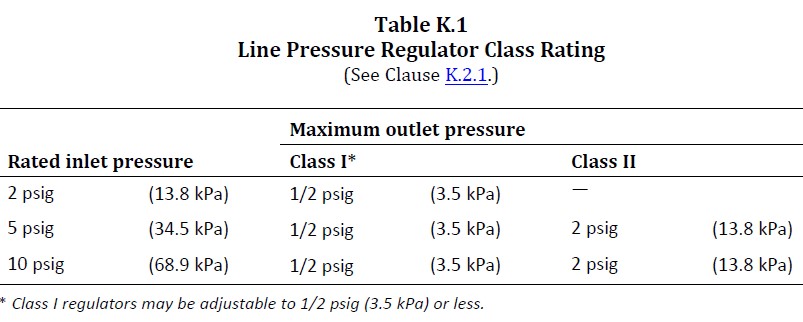 Table K.1
Line Pressure Regulator Class Rating
(See Clause K.2.1.)
Maximum outlet pressure
Rated inlet pressure Class I* Class II
2 psig (13.8 kPa) 1/2 psig (3.5 kPa) —
5 psig (34.5 kPa) 1/2 psig (3.5 kPa) 2 psig (13.8 kPa)
10 psig (68.9 kPa) 1/2 psig (3.5 kPa) 2 psig (13.8 kPa)
* Class I regulators may be adjustable to 1/2 psig (3.5 kPa) or less.